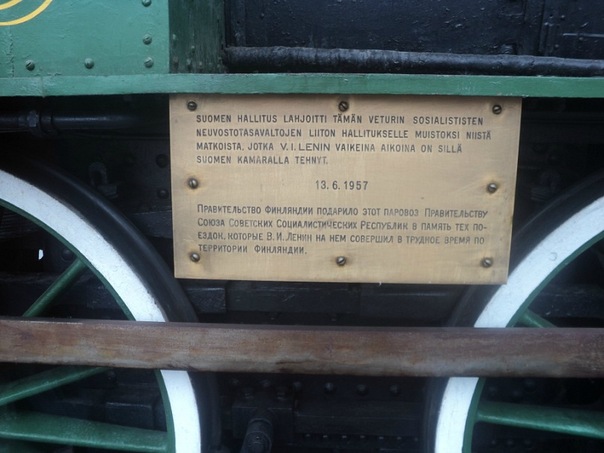 SUOMEN HALLITUS LAHJOITTI TÄMÄN VETURIN SOSIALISTISTEN
NEUVOSTOTASAVALTOJEN LIITON HALLITUKSELLE MUISTOKSI NIISTÄ
MATKOISTA, JOTKA V.I. LENIN VAIKEINA AIKOINA ON SILLÄ
SUOMEN KAMARALLA TEHNYT.
13.6.1957
ПРАВИТЕЛЬСТВО ФИНЛЯНДИИ ПОДАРИЛО ЭТОТ ПАРОВОЗ ПРАВИТЕЛЬСТВУ
СОЮЗА СОВЕТСКИХ СОЦИАЛИСТИЧЕСКИХ РЕСПУБЛИК В ПАМЯТЬ ТЕХ ПО-
ЕЗДОК, КОТОРЫЕ В.И. ЛЕНИН НА НЕМ СОВЕРШИЛ В ТРУДНОЕ ВРЕМЯ ПО
ТЕРРИТОРИИ ФИНЛЯНДИИ.